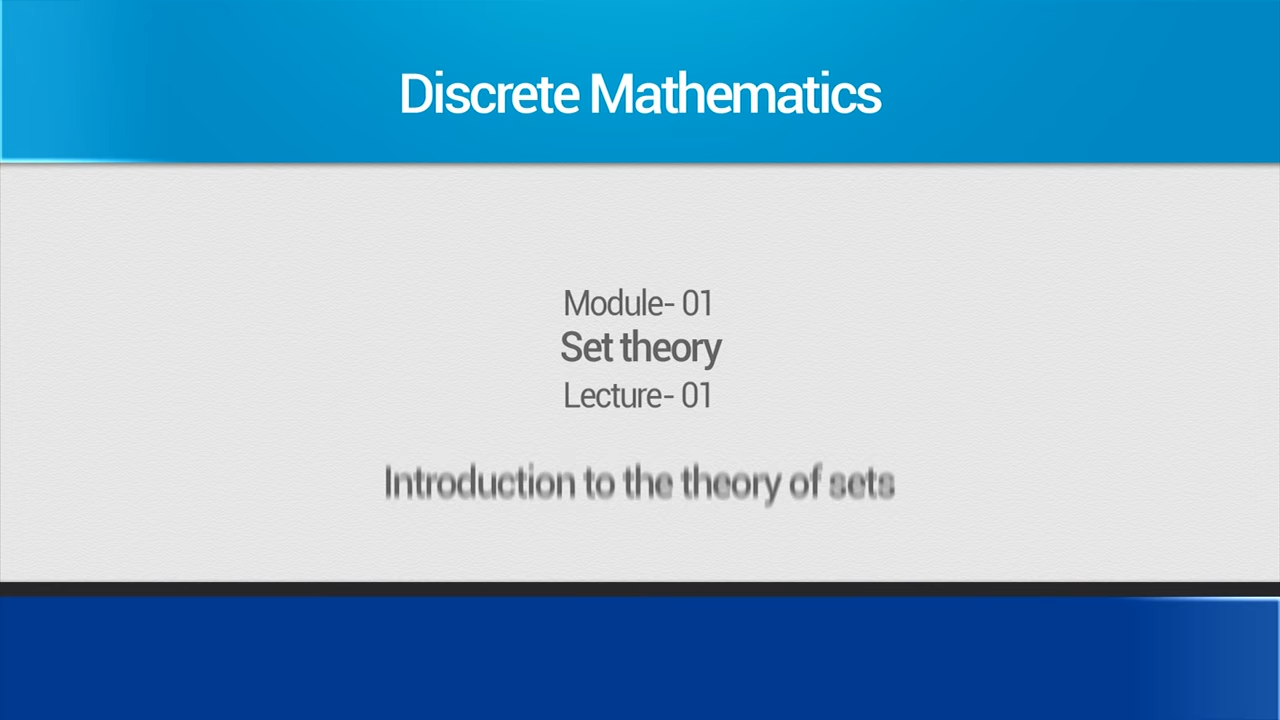 Discrete Mathematics
Module- 01
Set theory
Lecture- 01
Introduction to the theory of sets